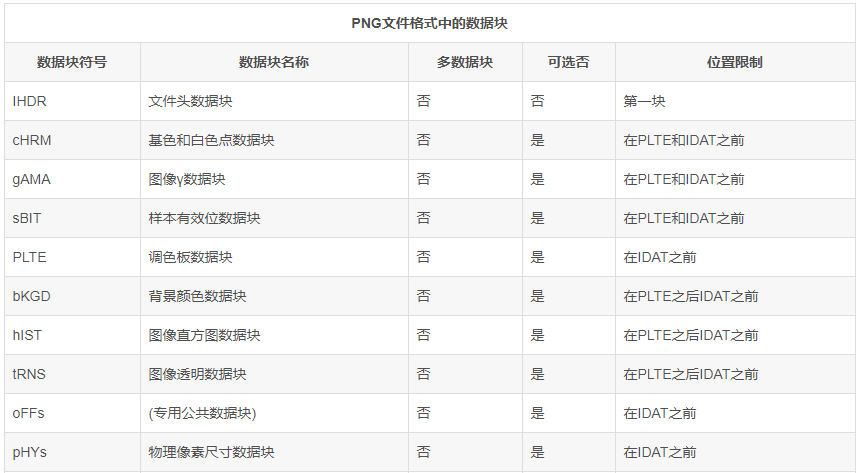 PNG文件格式中的数据块
数据块符号 数据块名称 多数据块 可选否 位置限制
IHDR 文件头数据块 否 否 第一块
cHRM 基色和白色点数据块 否 是 在PLTE和IDAT之前
gAMA 图像γ数据块 否 是 在PLTE和IDAT之前
sBIT 样本有效位数据块 否 是 在PLTE和IDAT之前
PLTE 调色板数据块 否 是 在IDAT之前
bKGD 背景颜色数据块 否 是 在PLTE之后IDAT之前
hIST 图像直方图数据块 否 是 在PLTE之后IDAT之前
tRNS 图像透明数据块 否 是 在PLTE之后IDAT之前
oFFs (专用公共数据块) 否 是 在IDAT之前
pHYs 物理像素尺寸数据块 否 是 在IDAT之前